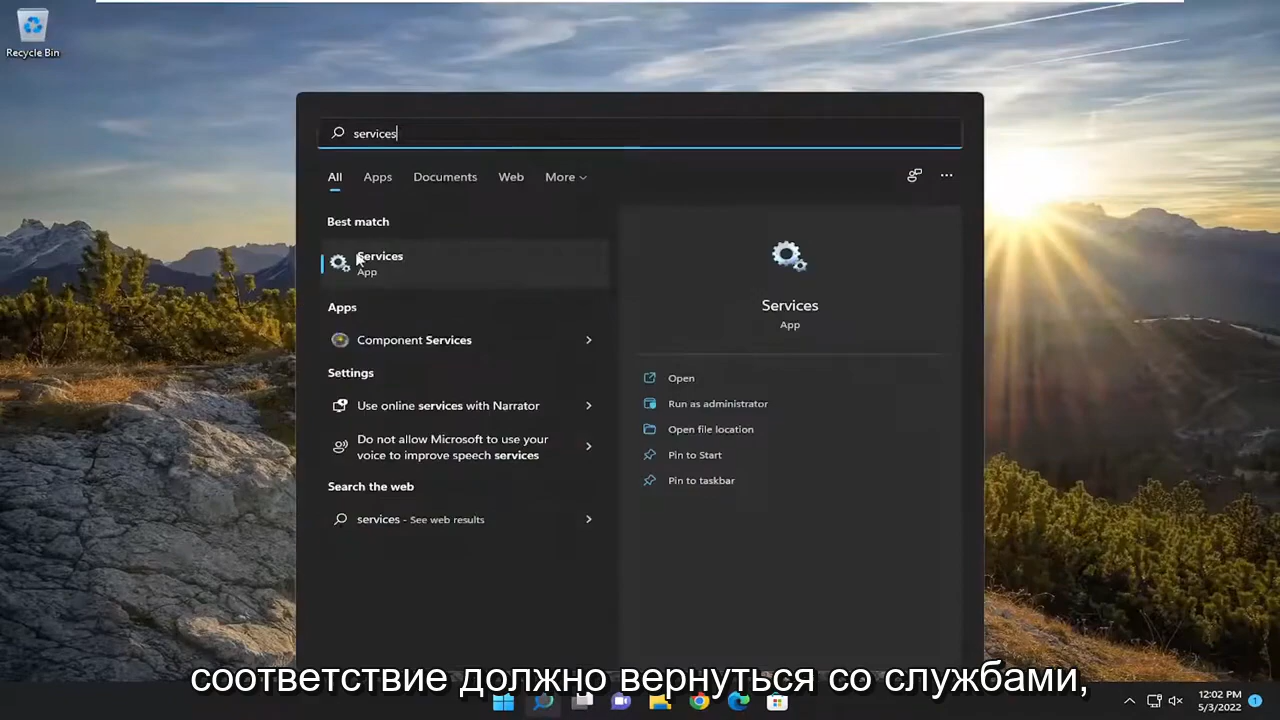 Recycle Bin
services
All Apps Documents Web More
Best match
Services
App
Apps
Component Services
Settings
Use online services with Narrator
Do not allow Microsoft to use your
voice to improve speech services
Search the web
services - See web results
Services
App
Open
Run as administrator
Open file location
Pin to Start
Pin to taskbar
соответствие должно вернуться со службами,
12:02 PM
5/3/2022
1